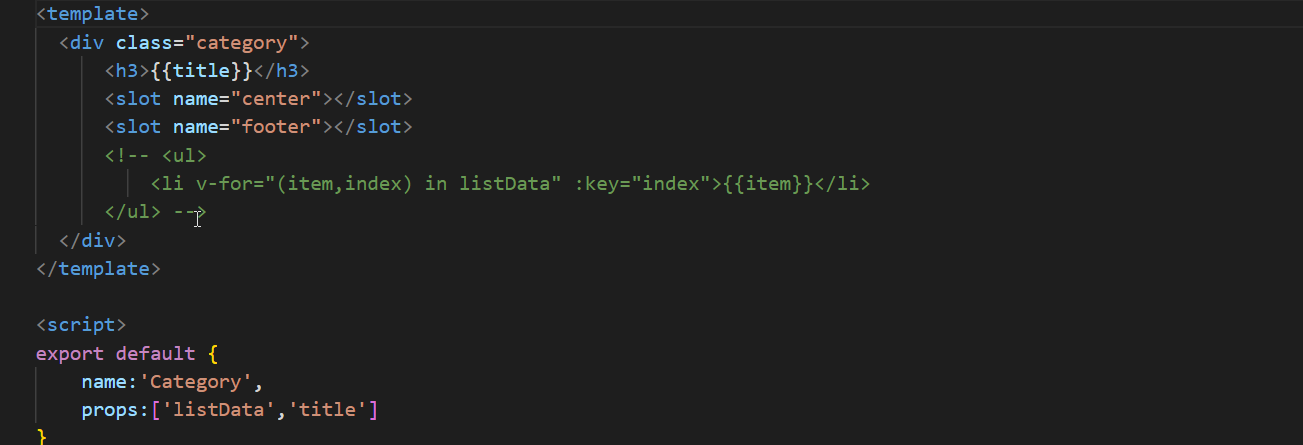 <template>
<div class="category">
<h3>{{title}}</h3>
<slot name="center"></slot>
<slot name="footer"></slot>
<!-- <ul>
<li v-for="(item,index) in listData" :key="index">{{item}}</li>
</ul> -->
</div>
</template>
<script>
export default {
name:'Category',
props:['listData','title']
}